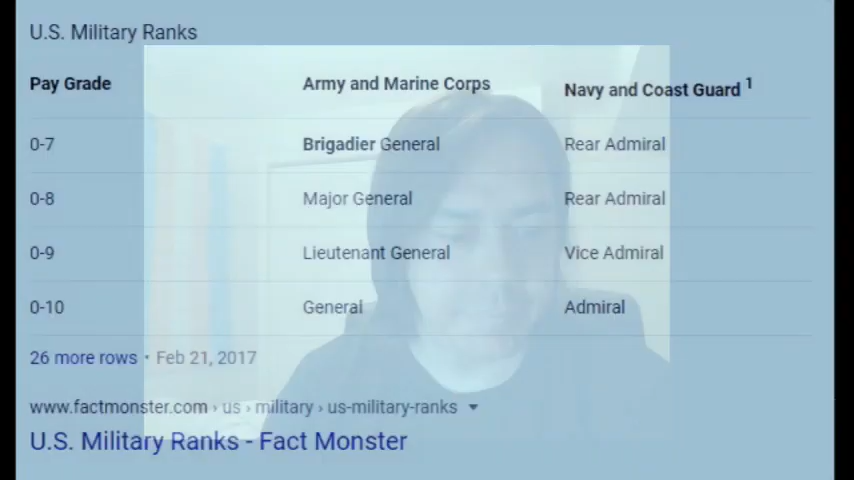 U.S. Military Ranks
Pay Grade Army and Marine Corps Navy and Coast Guard 1
0-7 Brigadier General Rear Admiral
0-8 Major General Rear Admiral
0-9 Lieutenant General Vice Admiral
0-10 General Admiral
26 more rows • Feb 21, 2017
www.factmonster.com › us › military › us-military-ranks
U.S. Military Ranks - Fact Monster